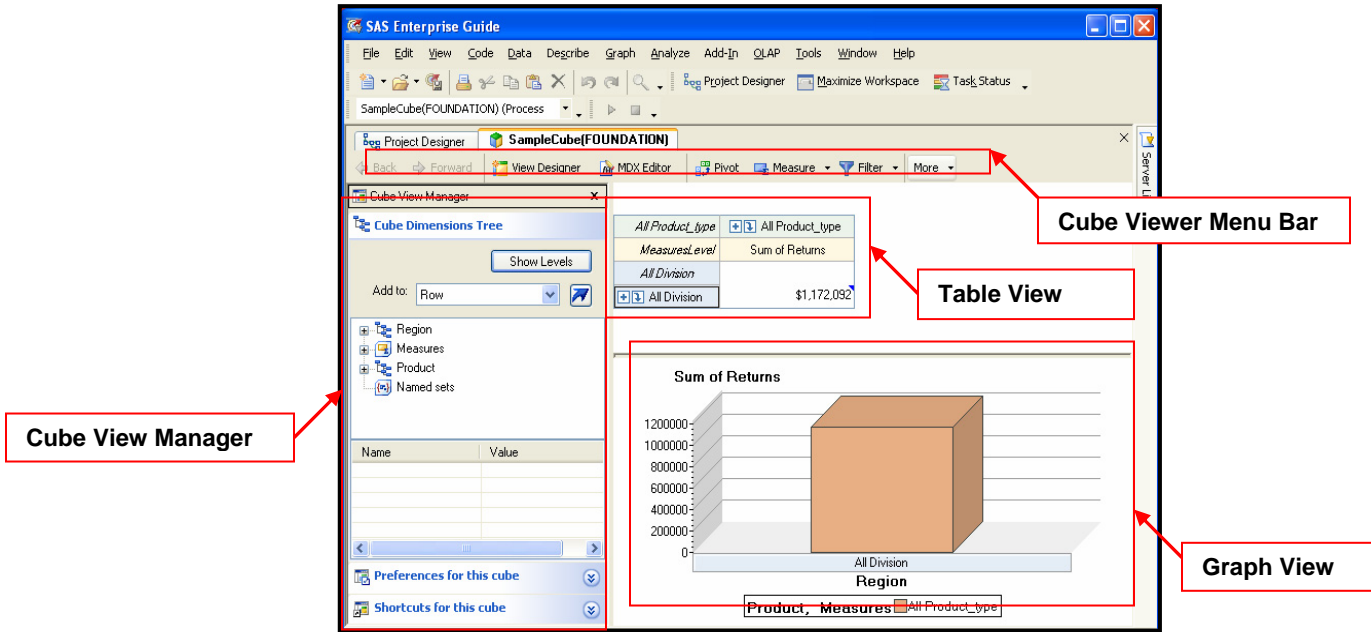 SAS Enterprise Guide
File Edit View Code Data Describe Graph Analyze Add-In OLAP Tools Window Help
Project Designer Maximize Workspace Task Status
SampleCube(FOUNDATION) (Process
Project Designer SampleCube(FOUNDATION)
Back Forward View Designer MDX Editor Pivot Measure Filter More
Server Li
Cube View Manager x
Cube Viewer Menu Bar
Cube Dimensions Tree
Show Levels
Add to: Row
Region
Measures
Product
Named sets
Name Value
Preferences for this cube
Shortcuts for this cube
All Product_type All Product_type
MeasuresLevel Sum of Returns
All Division
All Division $1,172,092
Table View
Cube View Manager
Sum of Returns
1200000
1000000
800000
600000
400000
200000
0
All Division
Region
Product, Measures All Product_type
Graph View